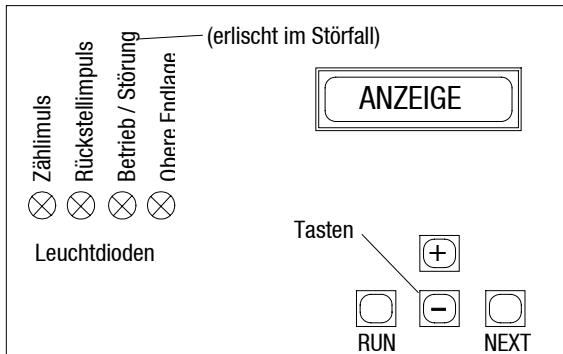 (erlischt im Störfall)
Zählimuls
Rückstellimpuls
Betrieb / Störung
Obere Endlage
ANZEIGE
Leuchtdioden
Tasten
+
−
RUN
NEXT